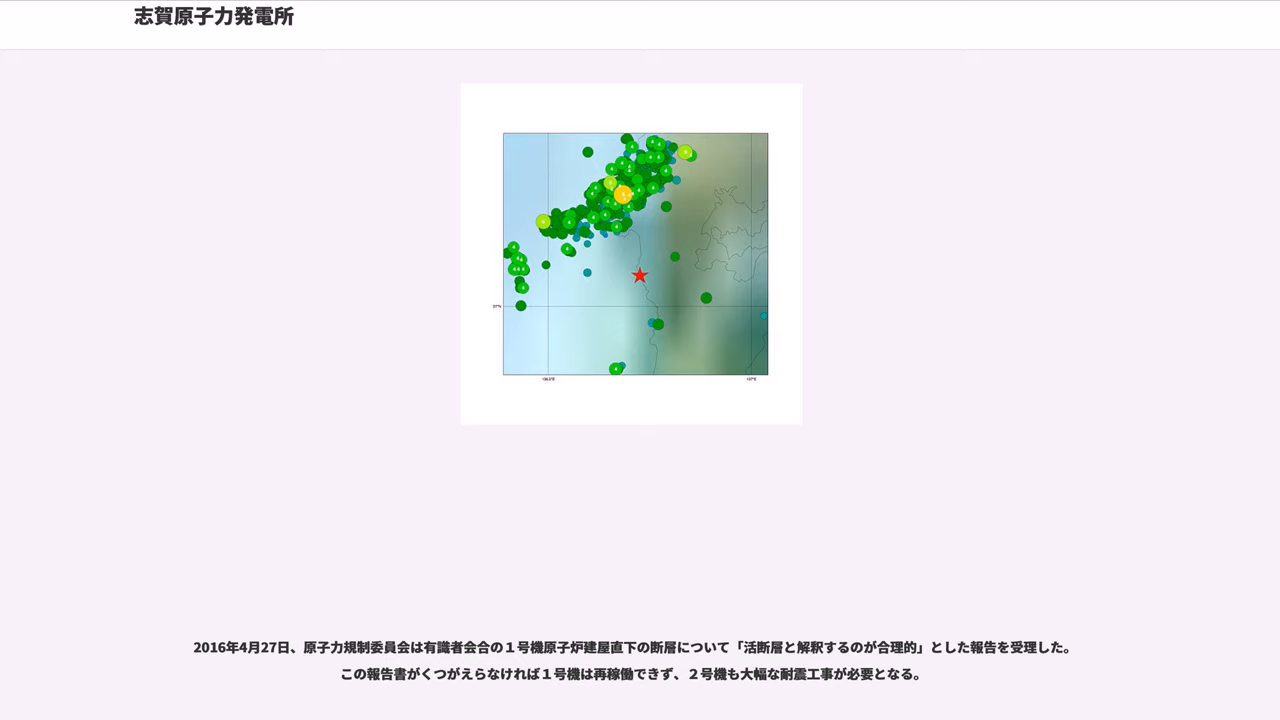 志賀原子力発電所
2016年4月27日、原子力規制委員会は有識者会合の１号機原子炉建屋直下の断層について「活断層と解釈するのが合理的」とした報告を受理した。
この報告書がくつがえらなければ１号機は再稼働できず、２号機も大幅な耐震工事が必要となる。